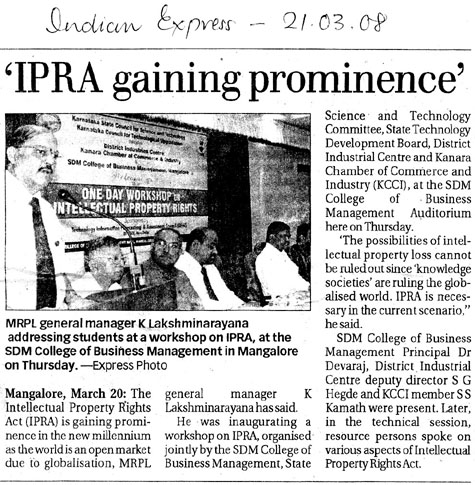 Indian Express - 21.03.08
'IPRA gaining prominence'
Karnataka State Council for Science and Technology
Karnataka Council for Technological
District Industries Centre
Kanara Chamber of Commerce & Industry
SDM College of Business Management
ONE DAY WORKSHOP on
INTELLECTUAL PROPERTY RIGHTS
MRPL general manager K Lakshminarayana
addressing students at a workshop on IPRA, at the
SDM College of Business Management in Mangalore
on Thursday. —Express Photo
Mangalore, March 20: The
Intellectual Property Rights
Act (IPRA) is gaining promi-
nence in the new millennium
as the world is an open market
due to globalisation, MRPL
general manager K
Lakshminarayana has said.
He was inaugurating a
workshop on IPRA, organised
jointly by the SDM College of
Business Management, State
Science and Technology
Committee, State Technology
Development Board, District
Industrial Centre and Kanara
Chamber of Commerce and
Industry (KCCI), at the SDM
College of Business
Management Auditorium
here on Thursday.
'The possibilities of intel-
lectual property loss cannot
be ruled out since 'knowledge
societies' are ruling the glob-
alised world. IPRA is neces-
sary in the current scenario,"
he said.
SDM College of Business
Management Principal Dr
Devaraj, District Industrial
Centre deputy director S G
Hegde and KCCI member S S
Kamath were present. Later,
in the technical session,
resource persons spoke on
various aspects of Intellectual
Property Rights Act.